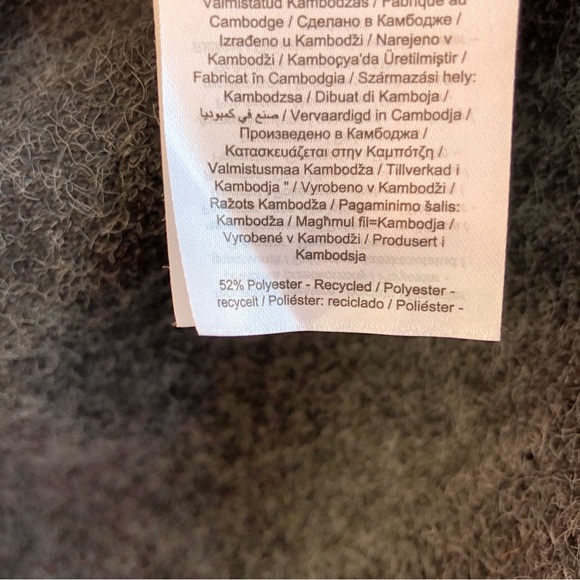 Valmistatud Kambodžas / Fabriqué au
Cambodge / Сделано в Камбодже /
Izrađeno u Kambodži / Narejeno v
Kambodži / Kamboçya'da Üretilmiştir /
Fabricat în Cambodgia / Származási hely:
Kambodzsa / Dibuat di Kamboja /
صنع في كمبوديا / Vervaardigd in Cambodja /
Произведено в Камбоджа /
Κατασκευάζεται στην Καμπότζη /
Valmistusmaa Kambodža / Tillverkad i
Kambodja " / Vyrobeno v Kambodži /
Ražots Kambodža / Pagaminimo šalis:
Kambodža / Magħmul fil=Kambodja /
Vyrobené v Kambodži / Produsert i
Kambodsja
52% Polyester - Recycled / Polyester -
recycelt / Poliéster: reciclado / Poliéster -